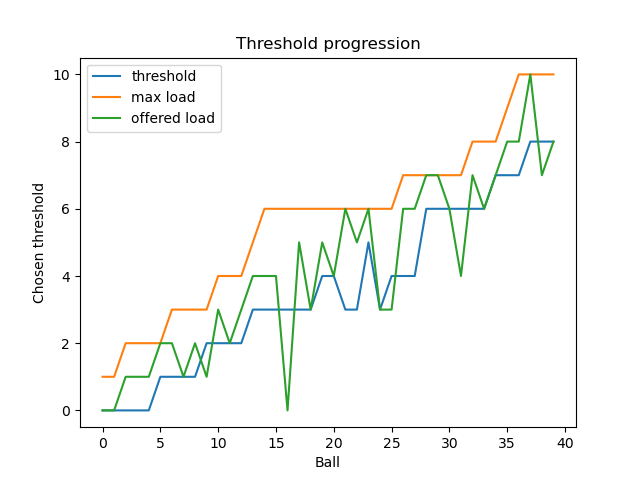 Threshold progression
threshold
max load
offered load
Chosen threshold
10
8
6
4
2
0
0 5 10 15 20 25 30 35 40
Ball